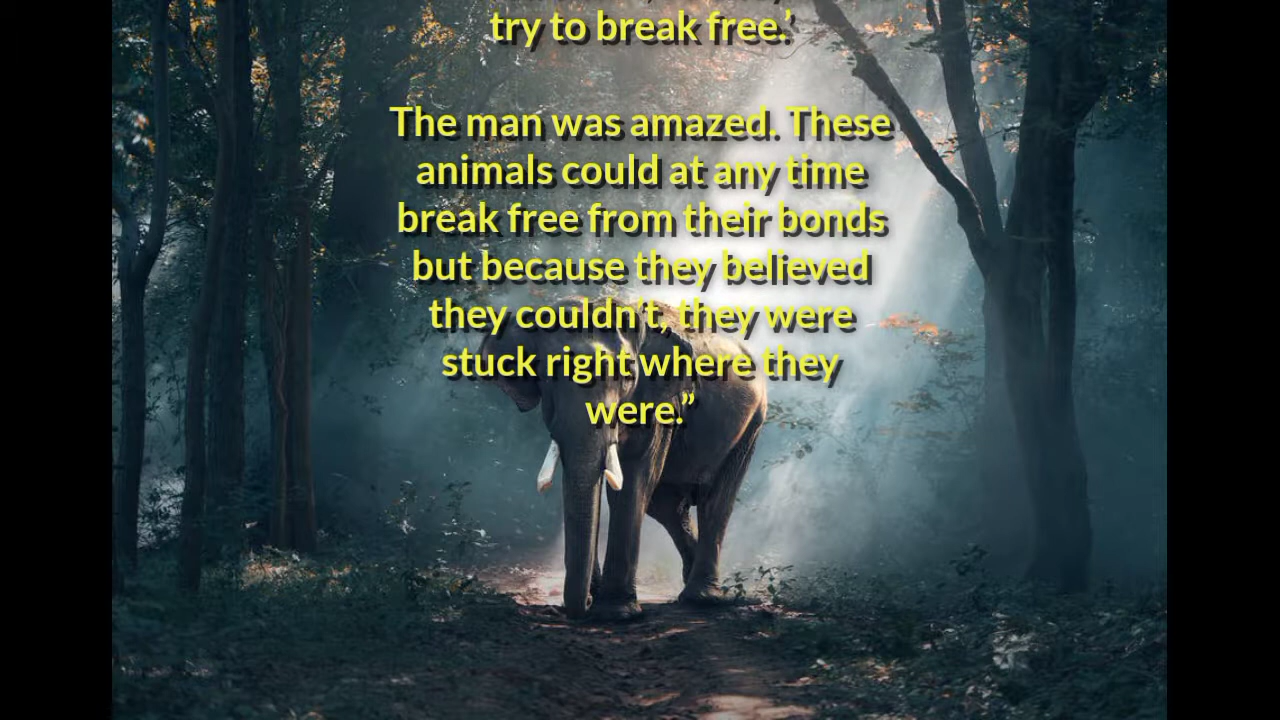 try to break free.’
The man was amazed. These
animals could at any time
break free from their bonds
but because they believed
they couldn’t, they were
stuck right where they
were.”